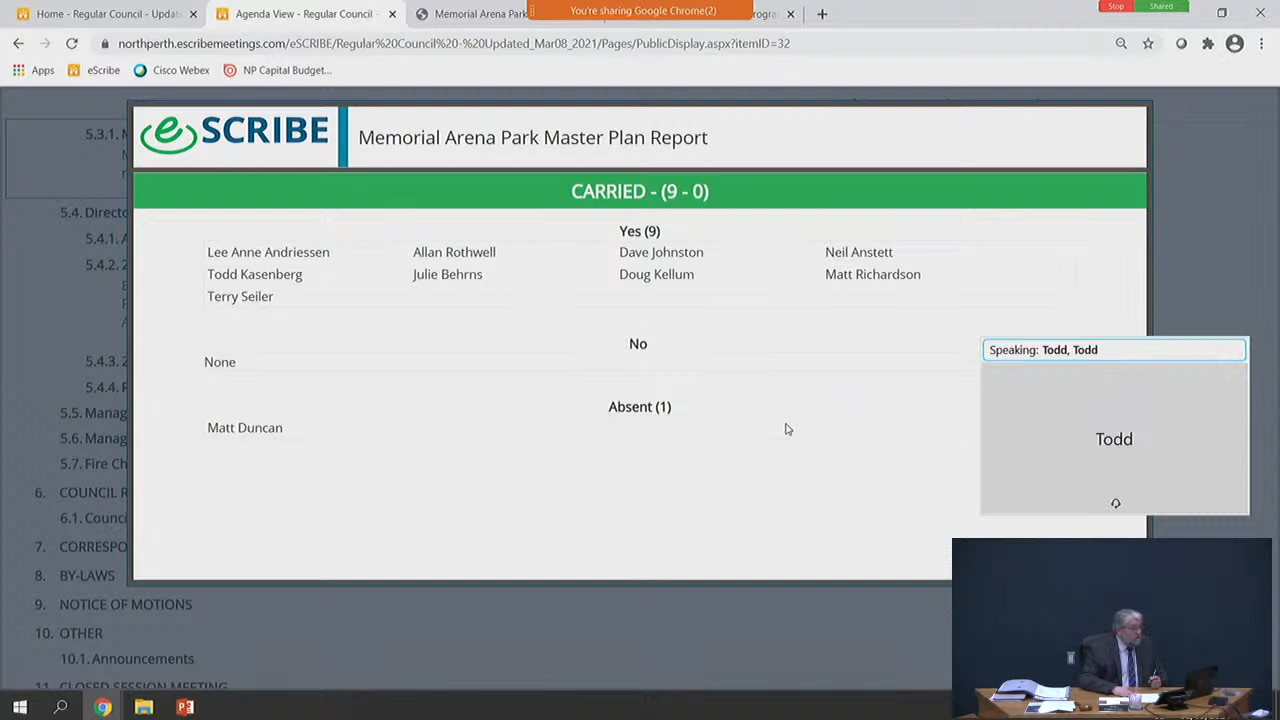 Home - Regular Council - Updat
Agenda View - Regular Council -
Memorial Arena Park
You're sharing Google Chrome(2)
Stop
Shared
northperth.escribemeetings.com/eSCRIBE/Regular%20Council%20-%20Updated_Mar08_2021/Pages/PublicDisplay.aspx?itemID=32
Apps
eScribe
Cisco Webex
NP Capital Budget...
eSCRIBE
Memorial Arena Park Master Plan Report
CARRIED - (9 - 0)
Yes (9)
Lee Anne Andriessen
Allan Rothwell
Dave Johnston
Neil Anstett
Todd Kasenberg
Julie Behrns
Doug Kellum
Matt Richardson
Terry Seiler
No
None
Absent (1)
Matt Duncan
Speaking: Todd, Todd
Todd
5.3.1.
5.4. Directo
5.4.1.
5.4.2.
5.4.3.
5.4.4.
5.5. Manag
5.6. Manag
5.7. Fire Ch
6. COUNCIL R
6.1. Counc
7. CORRESPO
8. BY-LAWS
9. NOTICE OF MOTIONS
10. OTHER
10.1. Announcements
11. CLOSED SESSION MEETING